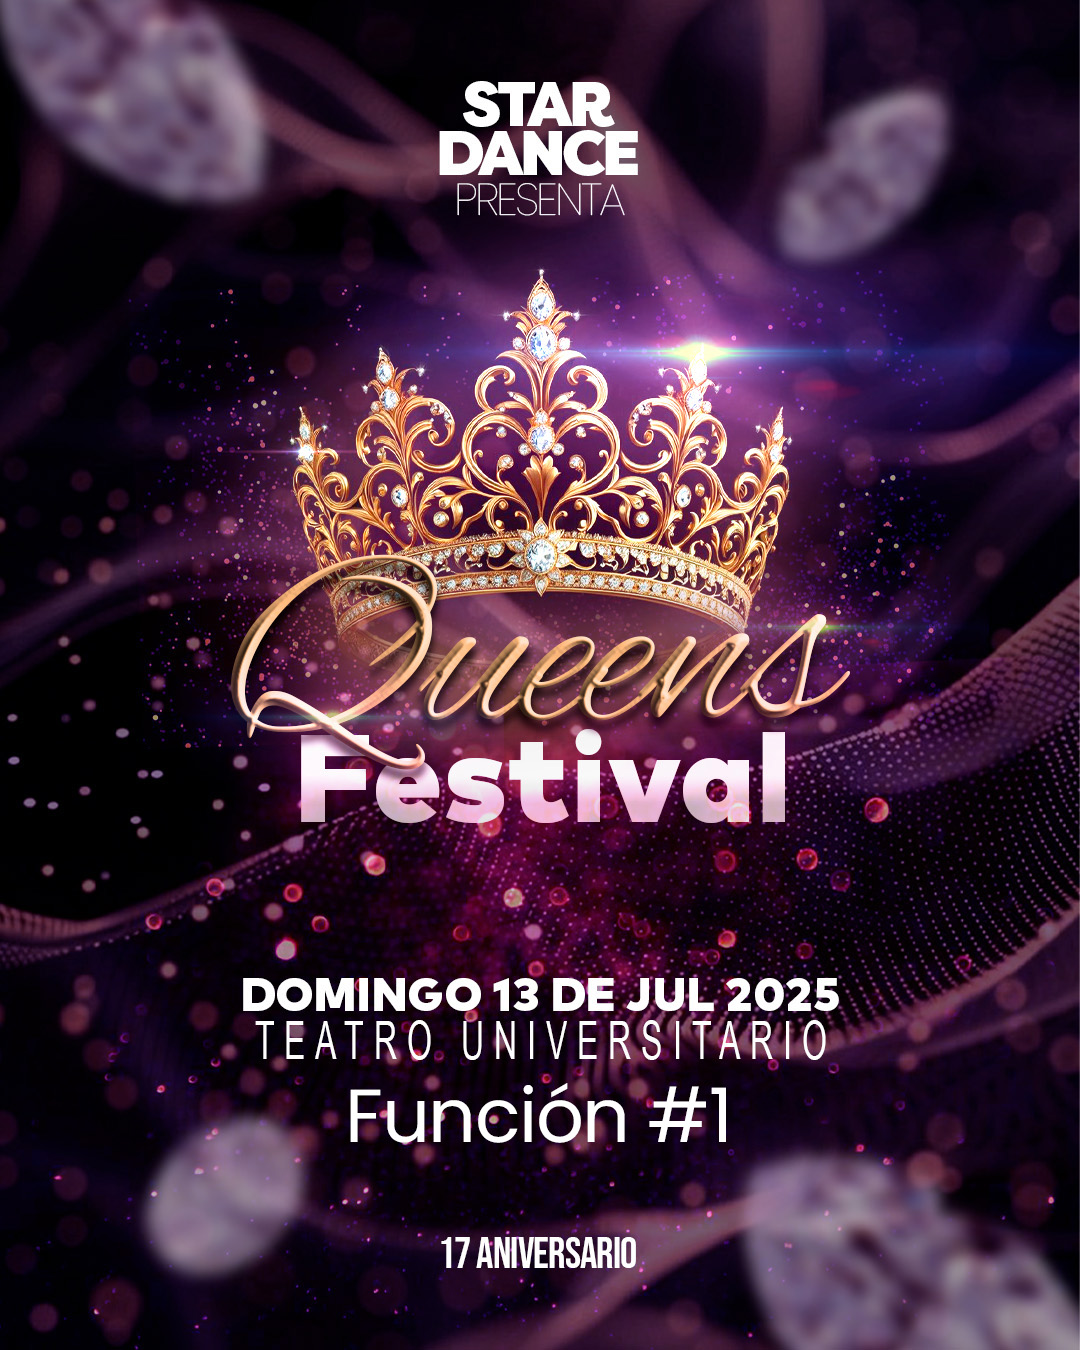 STAR
DANCE
PRESENTA
Queens
Festival
DOMINGO 13 DE JUL 2025
TEATRO UNIVERSITARIO
Función #1
17 ANIVERSARIO